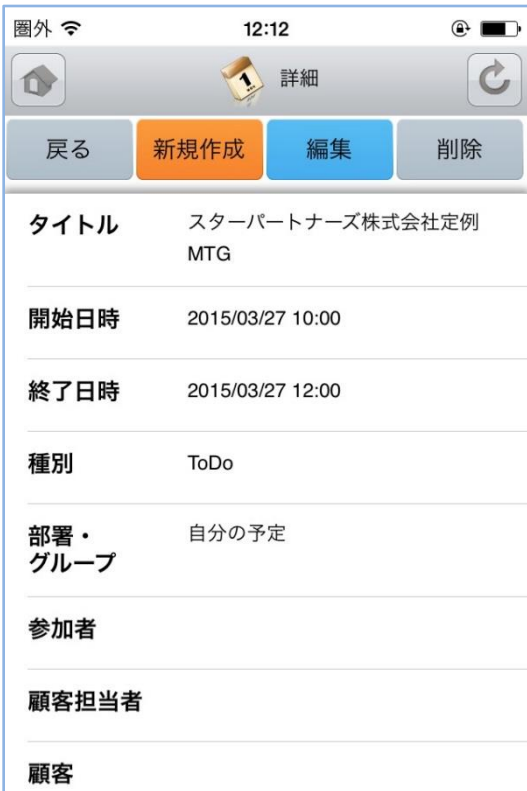 圏外 12:12
1
詳細
戻る 新規作成 編集 削除
タイトル スターパートナーズ株式会社定例
MTG
開始日時 2015/03/27 10:00
終了日時 2015/03/27 12:00
種別 ToDo
部署・ 自分の予定
グループ
参加者
顧客担当者
顧客